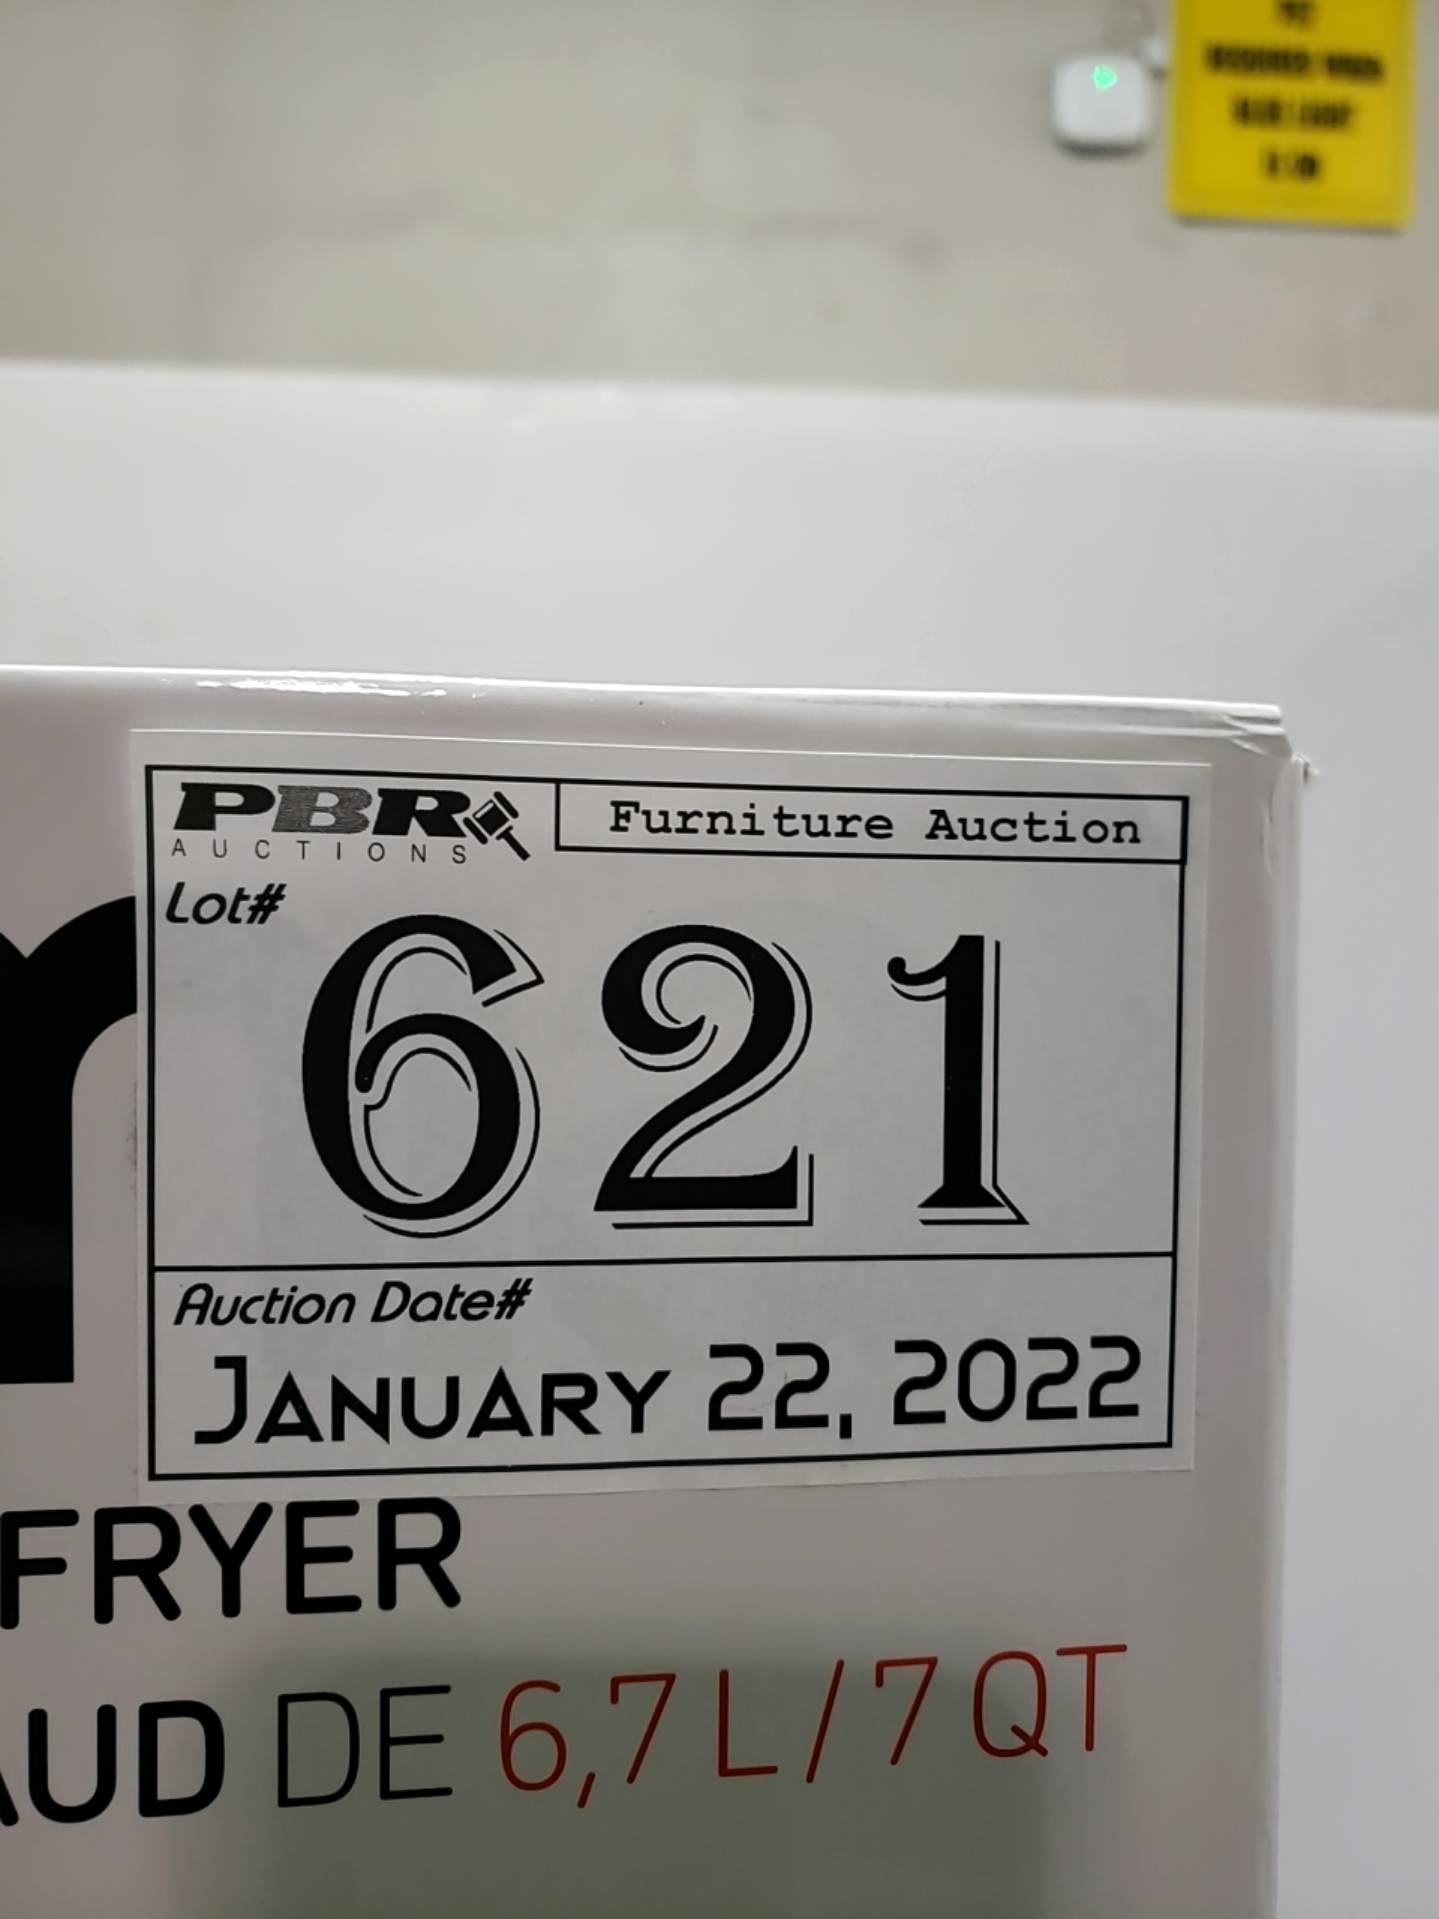 PBR
AUCTIONS
Furniture Auction
Lot#
621
Auction Date#
JANUARY 22, 2022
FRYER
AUD DE 6,7 L / 7 QT